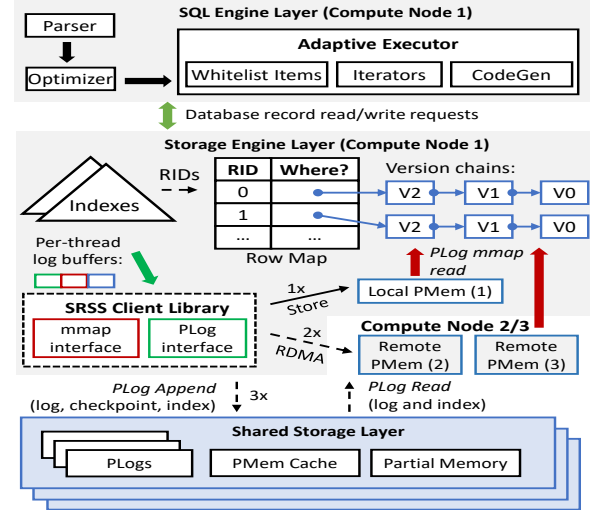 SQL Engine Layer (Compute Node 1)
Parser
Optimizer
Adaptive Executor
Whitelist Items
Iterators
CodeGen
Database record read/write requests
Storage Engine Layer (Compute Node 1)
Indexes
RIDs
RID Where?
0
1
... ...
Row Map
Version chains:
V2 V1 V0
V2 V1 V0
Per-thread
log buffers:
PLog mmap
read
SRSS Client Library
mmap
interface
PLog
interface
1x
Store
2x
RDMA
Local PMem (1)
Compute Node 2/3
Remote
PMem (2)
Remote
PMem (3)
PLog Append
(log, checkpoint, index)
3x
PLog Read
(log and index)
Shared Storage Layer
PLogs
PMem Cache
Partial Memory